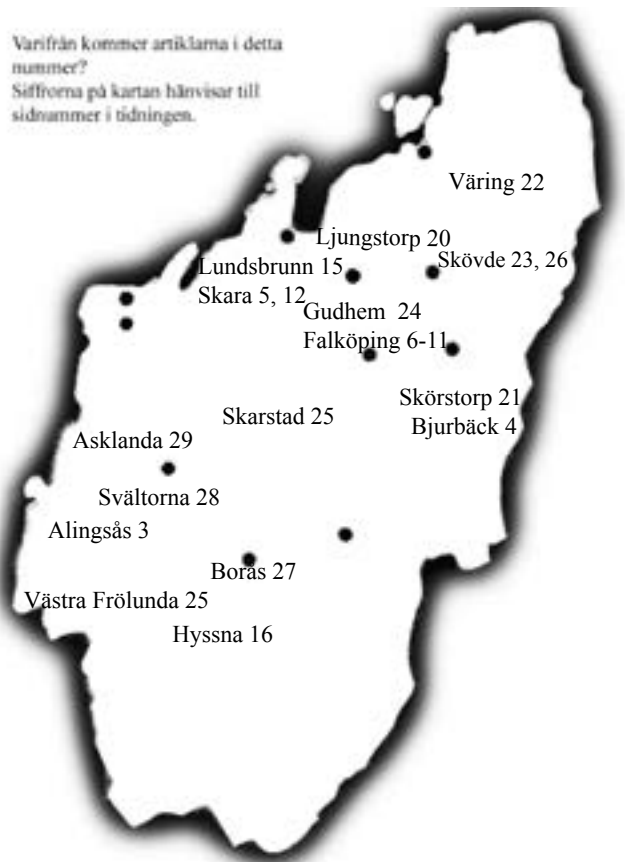 Varifrån kommer artiklarna i detta
nummer?
Siffrorna på kartan hänvisar till
sidnummer i tidningen.
Väring 22
Ljungstorp 20
Skövde 23, 26
Lundsbrunn 15
Skara 5, 12
Gudhem 24
Falköping 6-11
Skörstorp 21
Skarstad 25
Bjurbäck 4
Asklanda 29
Svältorna 28
Alingsås 3
Borås 27
Västra Frölunda 25
Hyssna 16